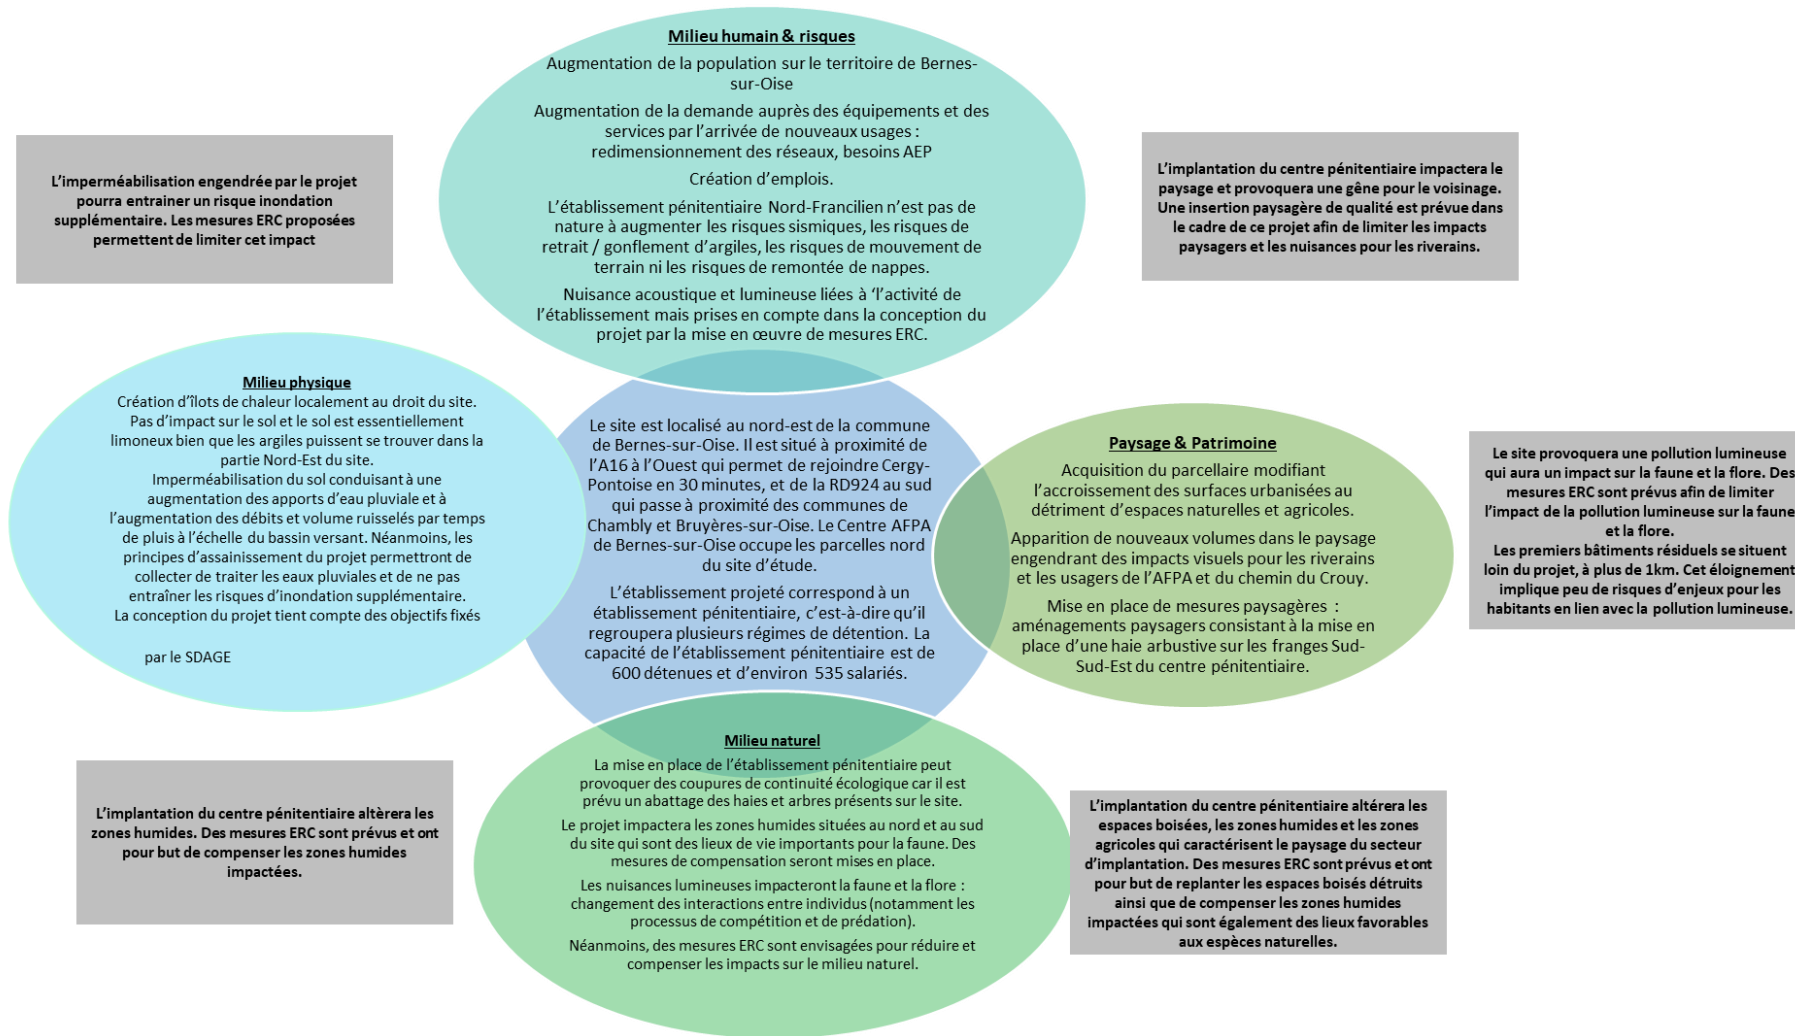 Milieu humain & risques
Augmentation de la population sur le territoire de Bernes-
sur-Oise
Augmentation de la demande auprès des équipements et des
services par l’arrivée de nouveaux usages :
redimensionnement des réseaux, besoins AEP
Création d’emplois.
L’établissement pénitentiaire Nord-Francilien n’est pas de
nature à augmenter les risques sismiques, les risques de
retrait / gonflement d’argiles, les risques de mouvement de
terrain ni les risques de remontée de nappes.
Nuisance acoustique et lumineuse liées à ‘l’activité de
l’établissement mais prises en compte dans la conception du
projet par la mise en œuvre de mesures ERC.
L’imperméabilisation engendrée par le projet
pourra entrainer un risque inondation
supplémentaire. Les mesures ERC proposées
permettent de limiter cet impact
L’implantation du centre pénitentiaire impactera le
paysage et provoquera une gêne pour le voisinage.
Une insertion paysagère de qualité est prévue dans
le cadre de ce projet afin de limiter les impacts
paysagers et les nuisances pour les riverains.
Milieu physique
Création d’îlots de chaleur localement au droit du site.
Pas d’impact sur le sol et le sol est essentiellement
limoneux bien que les argiles puissent se trouver dans la
partie Nord-Est du site.
Imperméabilisation du sol conduisant à une
augmentation des apports d’eau pluviale et à
l’augmentation des débits et volume ruisselés par temps
de pluis à l’échelle du bassin versant. Néanmoins, les
principes d’assainissement du projet permettront de
collecter de traiter les eaux pluviales et de ne pas
entraîner les risques d’inondation supplémentaire.
La conception du projet tient compte des objectifs fixés
par le SDAGE
Le site est localisé au nord-est de la commune
de Bernes-sur-Oise. Il est situé à proximité de
l’A16 à l’Ouest qui permet de rejoindre Cergy-
Pontoise en 30 minutes, et de la RD924 au sud
qui passe à proximité des communes de
Chambly et Bruyères-sur-Oise. Le Centre AFPA
de Bernes-sur-Oise occupe les parcelles nord
du site d’étude.
L’établissement projeté correspond à un
établissement pénitentiaire, c’est-à-dire qu’il
regroupera plusieurs régimes de détention. La
capacité de l’établissement pénitentiaire est de
600 détenues et d’environ 535 salariés.
Paysage & Patrimoine
Acquisition du parcellaire modifiant
l’accroissement des surfaces urbanisées au
détriment d’espaces naturelles et agricoles.
Apparition de nouveaux volumes dans le paysage
engendrant des impacts visuels pour les riverains
et les usagers de l’AFPA et du chemin du Crouy.
Mise en place de mesures paysagères :
aménagements paysagers consistant à la mise en
place d’une haie arbustive sur les franges Sud-
Sud-Est du centre pénitentiaire.
Le site provoquera une pollution lumineuse
qui aura un impact sur la faune et la flore. Des
mesures ERC sont prévus afin de limiter
l’impact de la pollution lumineuse sur la faune
et la flore.
Les premiers bâtiments résiduels se situent
loin du projet, à plus de 1km. Cet éloignement
implique peu de risques d’enjeux pour les
habitants en lien avec la pollution lumineuse.
Milieu naturel
La mise en place de l’établissement pénitentiaire peut
provoquer des coupures de continuité écologique car il est
prévu un abattage des haies et arbres présents sur le site.
Le projet impactera les zones humides situées au nord et au sud
du site qui sont des lieux de vie importants pour la faune. Des
mesures de compensation seront mises en place.
Les nuisances lumineuses impacteront la faune et la flore :
changement des interactions entre individus (notamment les
processus de compétition et de prédation).
Néanmoins, des mesures ERC sont envisagées pour réduire et
compenser les impacts sur le milieu naturel.
L’implantation du centre pénitentiaire altèrera les
zones humides. Des mesures ERC sont prévus et ont
pour but de compenser les zones humides
impactées.
L’implantation du centre pénitentiaire altérera les
espaces boisées, les zones humides et les zones
agricoles qui caractérisent le paysage du secteur
d’implantation. Des mesures ERC sont prévus et ont
pour but de replanter les espaces boisés détruits
ainsi que de compenser les zones humides
impactées qui sont également des lieux favorables
aux espèces naturelles.